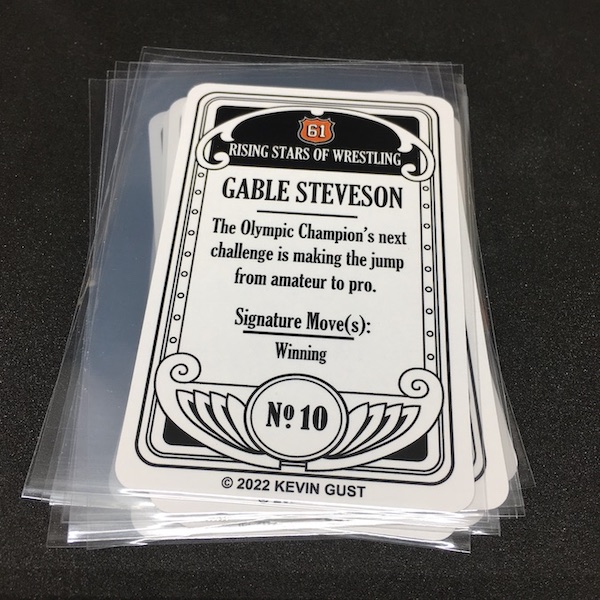 61
RISING STARS OF WRESTLING
GABLE STEVESON
The Olympic Champion's next
challenge is making the jump
from amateur to pro.
Signature Move(s):
Winning
Nº 10
© 2022 KEVIN GUST